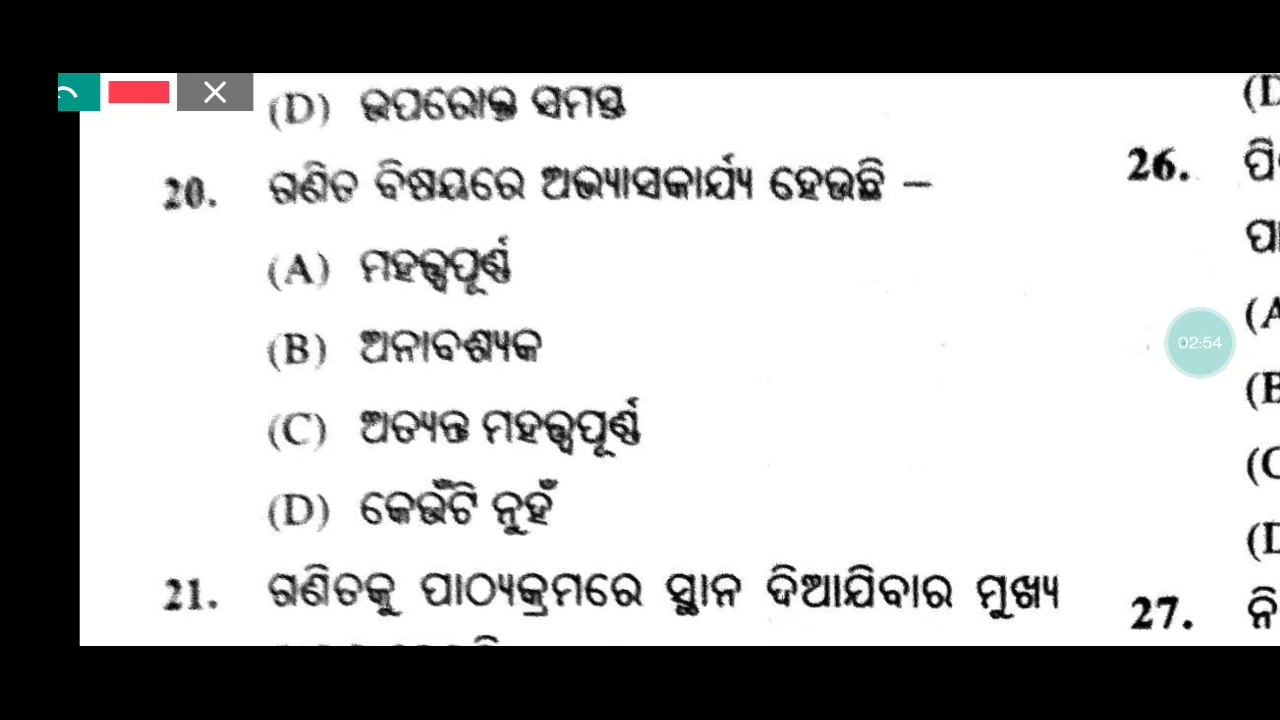 (D) ଉପରୋକ୍ତ ସମସ୍ତ
20. ଗଣିତ ବିଷୟରେ ଅଭ୍ୟାସକାର୍ଯ୍ୟ ହେଉଛି –
(A) ମହତ୍ତ୍ୱପୂର୍ଣ୍ଣ
(B) ଅନାବଶ୍ୟକ
(C) ଅତ୍ୟନ୍ତ ମହତ୍ତ୍ୱପୂର୍ଣ୍ଣ
(D) କେଉଁଟି ନୁହଁ
21. ଗଣିତକୁ ପାଠ୍ୟକ୍ରମରେ ସ୍ଥାନ ଦିଆଯିବାର ମୁଖ୍ୟ
26.
(A
(B
(C
27. ନି
02:54